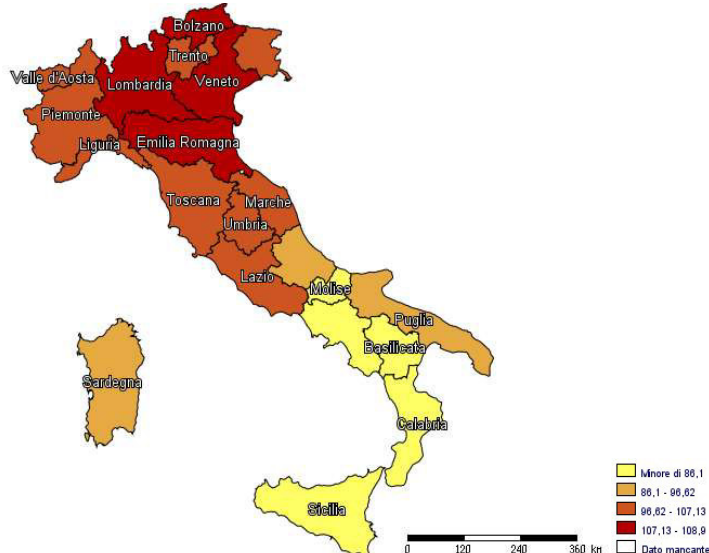 Bolzano
Trento
Valle d'Aosta
Lombardia
Veneto
Piemonte
Emilia Romagna
Liguria
Toscana
Marche
Umbria
Lazio
Molise
Puglia
Basilicata
Sardegna
Calabria
Sicilia
Minore di 86,1
86,1 - 96,62
96,62 - 107,13
107,13 - 108,9
Dato mancante
0 120 240 360 km